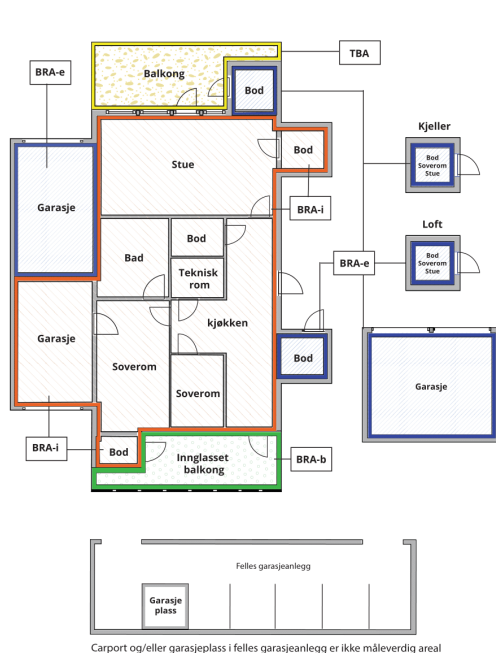 TBA
BRA-e
Balkong
Bod
Kjeller
Bod
Soverom
Stue
Stue
Bod
Garasje
BRA-i
Loft
Bod
Soverom
Stue
Bad
Bod
Teknisk
rom
BRA-e
kjøkken
Garasje
Soverom
Soverom
Bod
Garasje
BRA-i
Bod
Innglasset
balkong
BRA-b
Felles garasjeanlegg
Garasje
plass
Carport og/eller garasjeplass i felles garasjeanlegg er ikke måleverdig areal